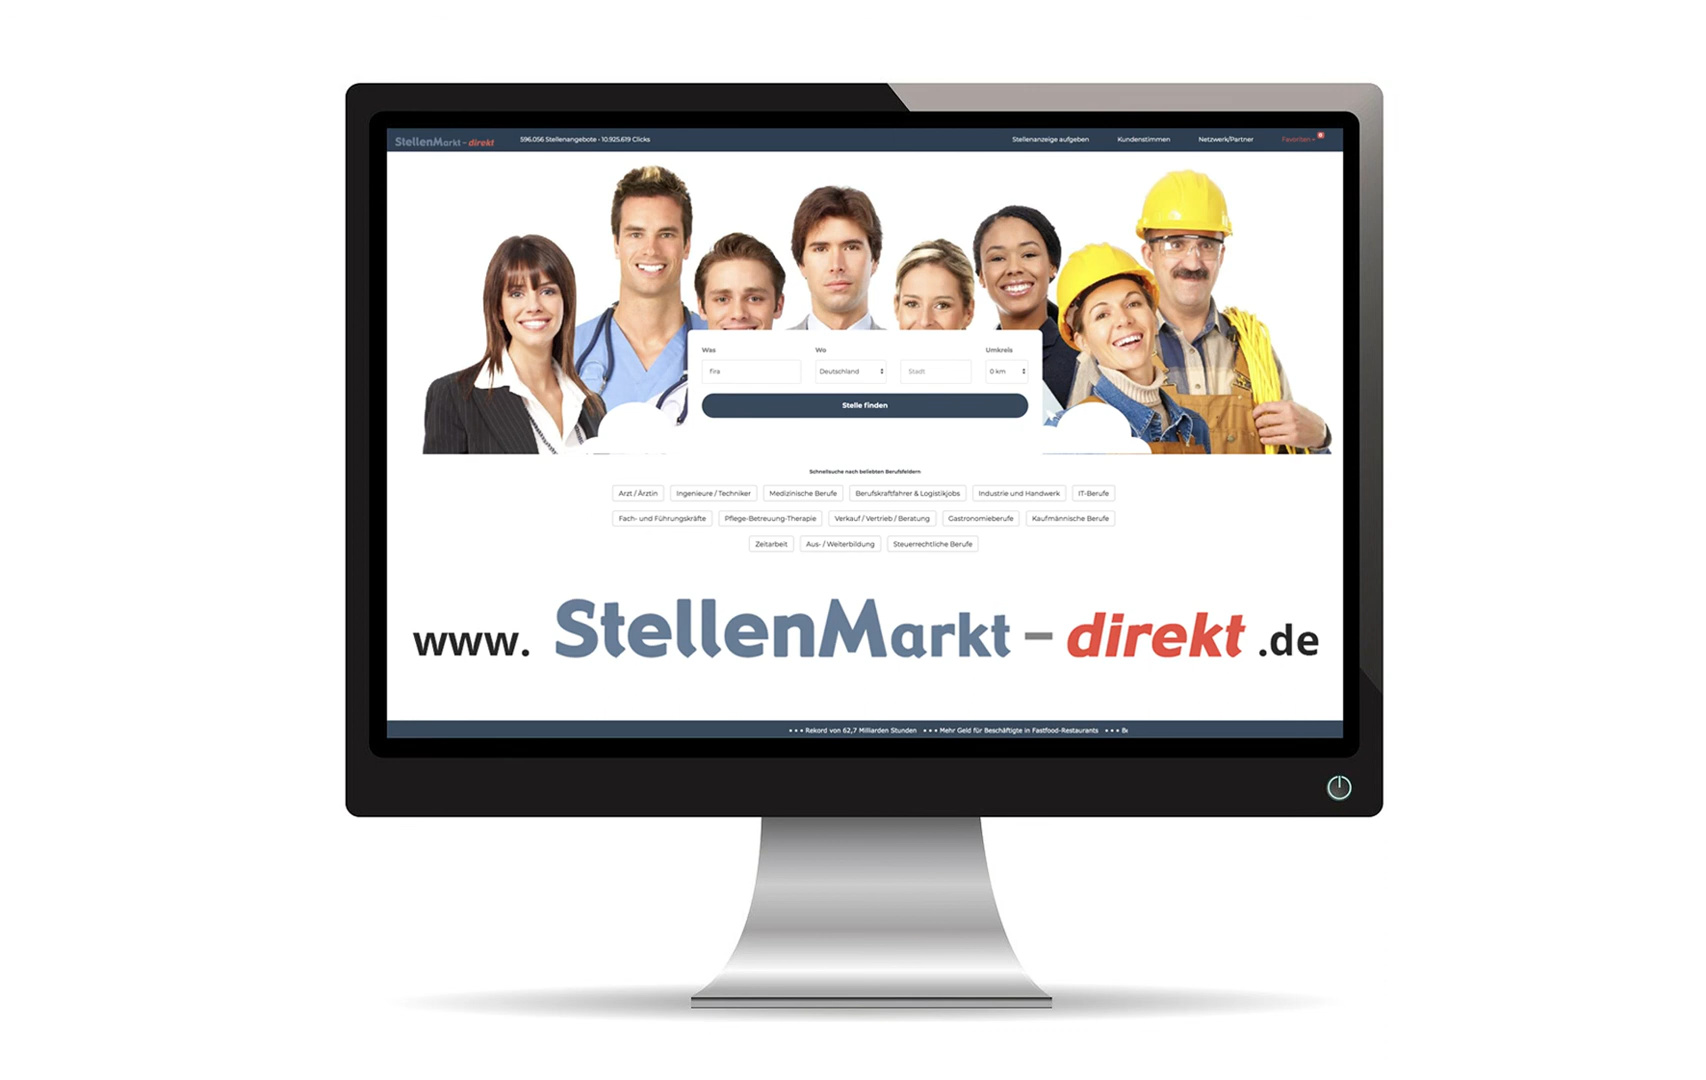 StellenMarkt - direkt 596.056 Stellenangebote • 10.925.619 Clicks Stellenanzeige aufgeben Kundenstimmen Netzwerk/Partner Favoriten
Was Wo Umkreis
Deutschland Stadt 0 km
Stelle finden
Schnellsuche nach beliebten Berufsfeldern
Arzt / Ärztin Ingenieure / Techniker Medizinische Berufe Berufskraftfahrer & Logistikjobs Industrie und Handwerk IT-Berufe
Fach- und Führungskräfte Pflege-Betreuung-Therapie Verkauf / Vertrieb / Beratung Gastronomieberufe Kaufmännische Berufe
Zeitarbeit Aus- / Weiterbildung Steuerrechtliche Berufe
www. StellenMarkt - direkt .de
• • • Rekord von 62,7 Milliarden Stunden • • • Mehr Geld für Beschäftigte in Fastfood-Restaurants • • • Be